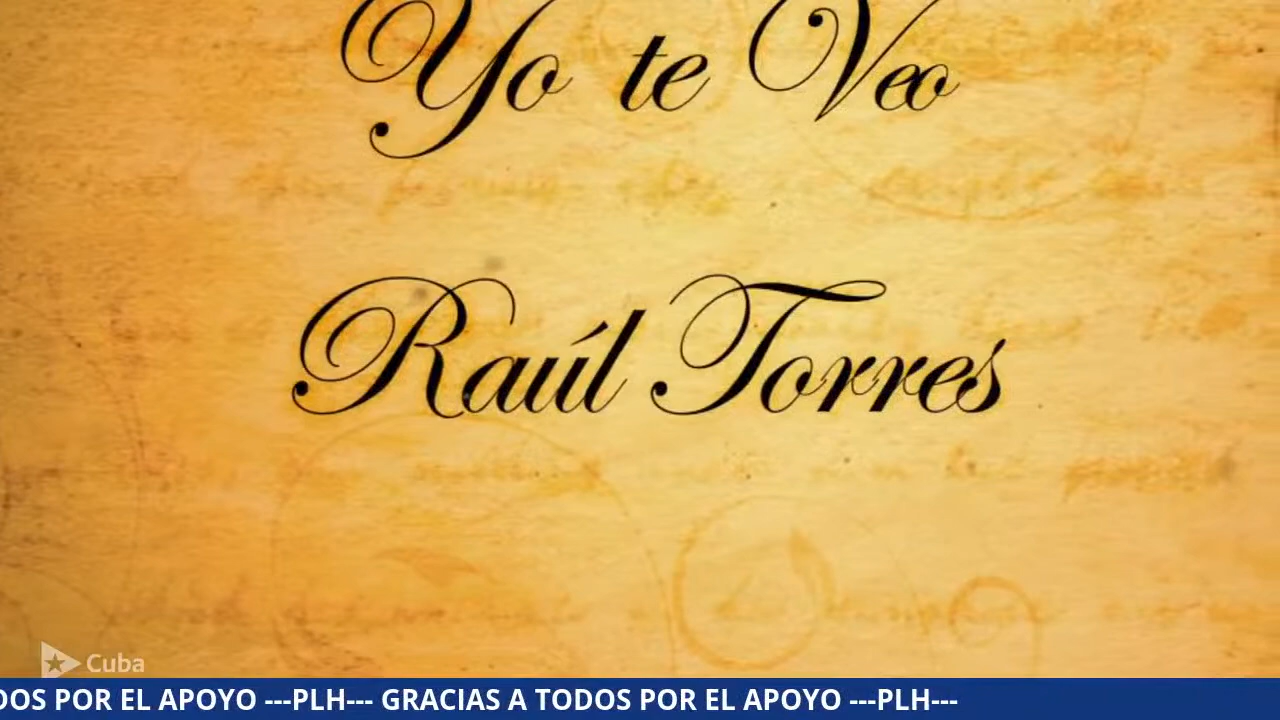 Yo te Veo
Raúl Torres
Cuba
DOS POR EL APOYO ---PLH--- GRACIAS A TODOS POR EL APOYO ---PLH---